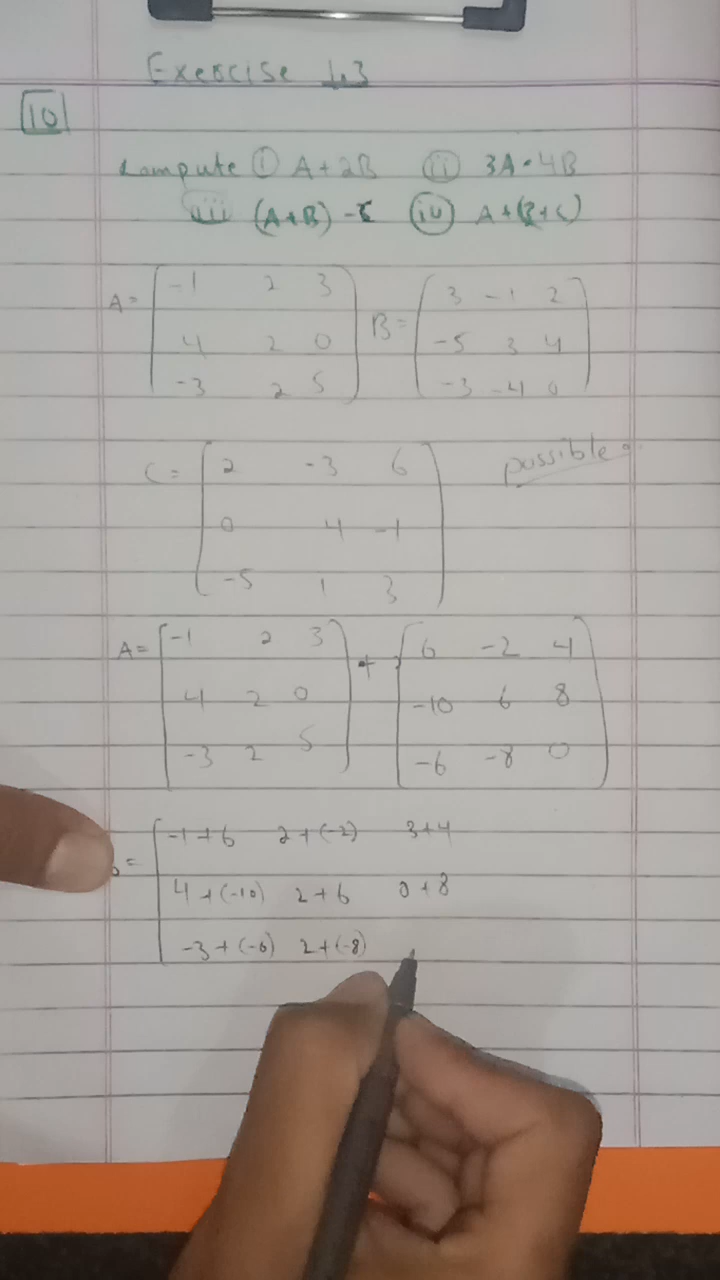 Exercise 1.3
10
Compute (i) A+2B (ii) 3A-4B
(iii) (A+B)-C (iv) A+(B+C)
A= [-1 2 3 B= [3 -1 2
4 2 0 -5 3 4
-3 2 5] -3 -4 0]
C= [2 -3 6 possible
0 4 -1
-5 1 3]
A= [-1 2 3 + [6 -2 4
4 2 0 -10 6 8
-3 2 5] -6 -8 0]
= [-1+6 2+(-2) 3+4
4+(-10) 2+6 0+8
-3+(-6) 2+(-8)